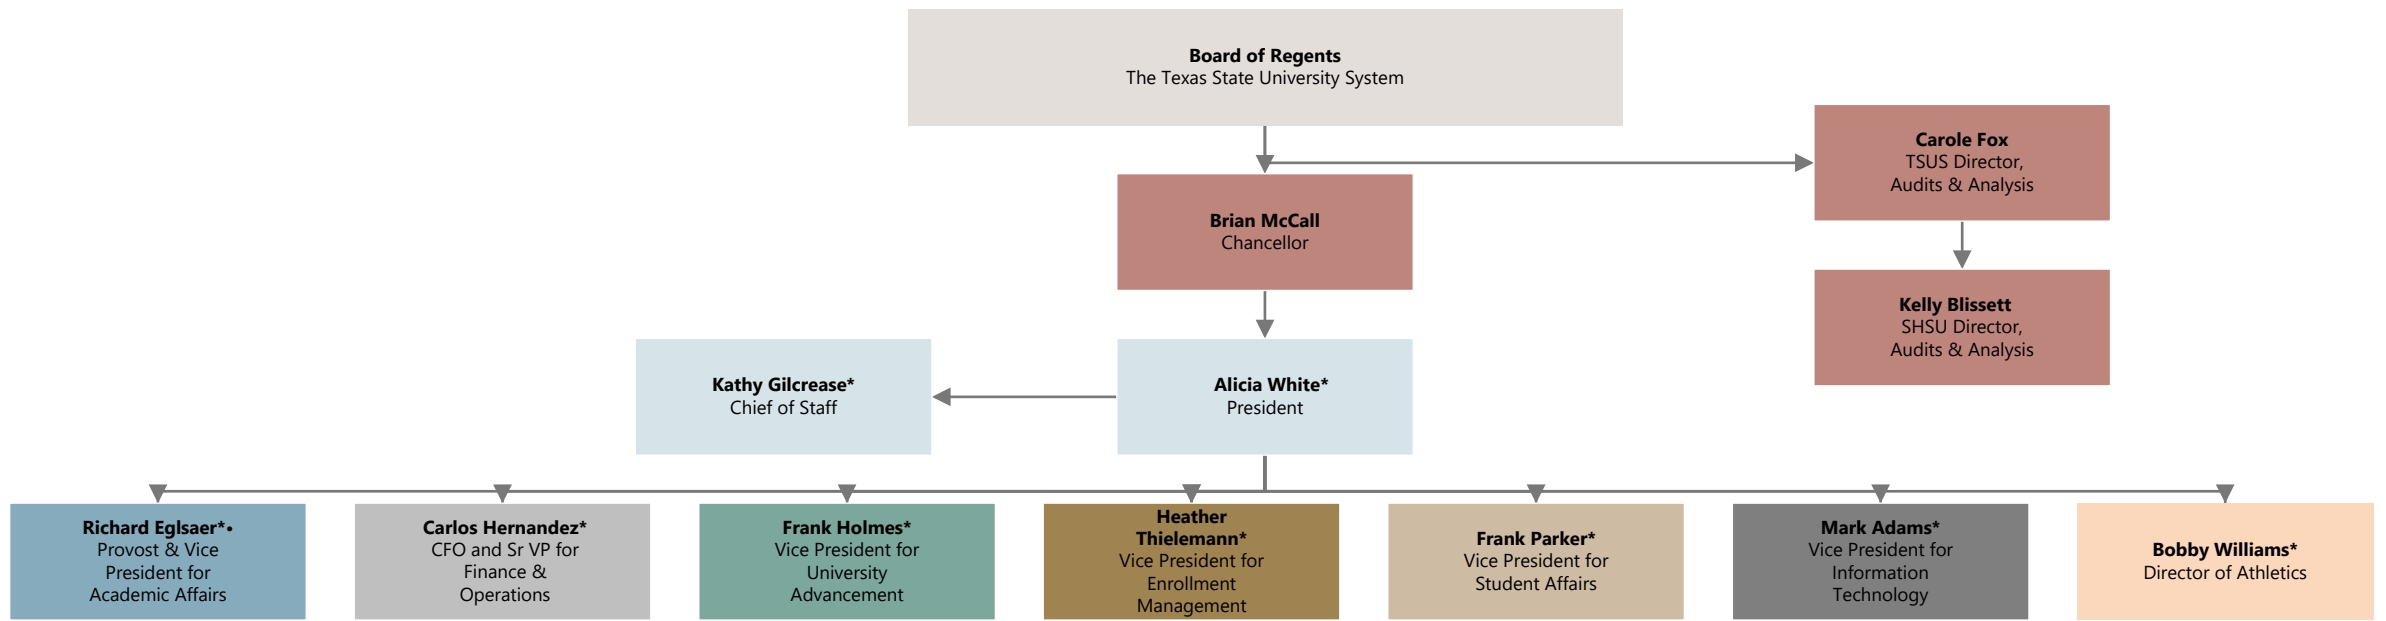 Board of Regents
The Texas State University System
Carole Fox
TSUS Director,
Audits & Analysis
Brian McCall
Chancellor
Kelly Blissett
SHSU Director,
Audits & Analysis
Kathy Gilcrease*
Chief of Staff
Alicia White*
President
Richard Eglsaer*•
Provost & Vice
President for
Academic Affairs
Carlos Hernandez*
CFO and Sr VP for
Finance &
Operations
Frank Holmes*
Vice President for
University
Advancement
Heather
Thielemann*
Vice President for
Enrollment
Management
Frank Parker*
Vice President for
Student Affairs
Mark Adams*
Vice President for
Information
Technology
Bobby Williams*
Director of Athletics